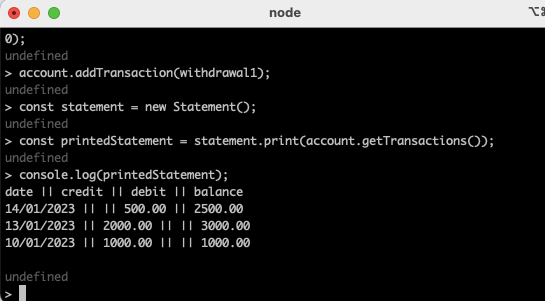 node
⌥⌘
0);
undefined
> account.addTransaction(withdrawal1);
undefined
> const statement = new Statement();
undefined
> const printedStatement = statement.print(account.getTransactions());
undefined
> console.log(printedStatement);
date || credit || debit || balance
14/01/2023 || || 500.00 || 2500.00
13/01/2023 || 2000.00 || || 3000.00
10/01/2023 || 1000.00 || || 1000.00
undefined
>